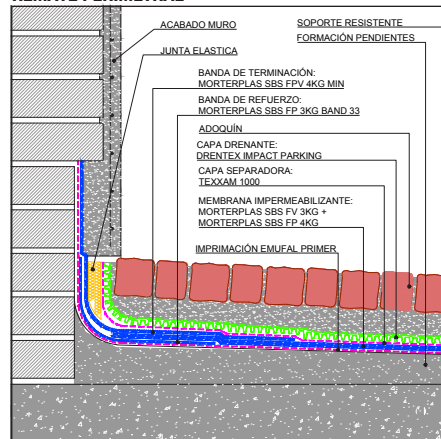 REMATE PERIMETRAL
ACABADO MURO
SOPORTE RESISTENTE
FORMACIÓN PENDIENTES
JUNTA ELASTICA
BANDA DE TERMINACIÓN:
MORTERPLAS SBS FPV 4KG MIN
BANDA DE REFUERZO:
MORTERPLAS SBS FP 3KG BAND 33
ADOQUÍN
CAPA DRENANTE:
DRENTEX IMPACT PARKING
CAPA SEPARADORA:
TEXXAM 1000
MEMBRANA IMPERMEABILIZANTE:
MORTERPLAS SBS FV 3KG +
MORTERPLAS SBS FP 4KG
IMPRIMACIÓN EMUFAL PRIMER